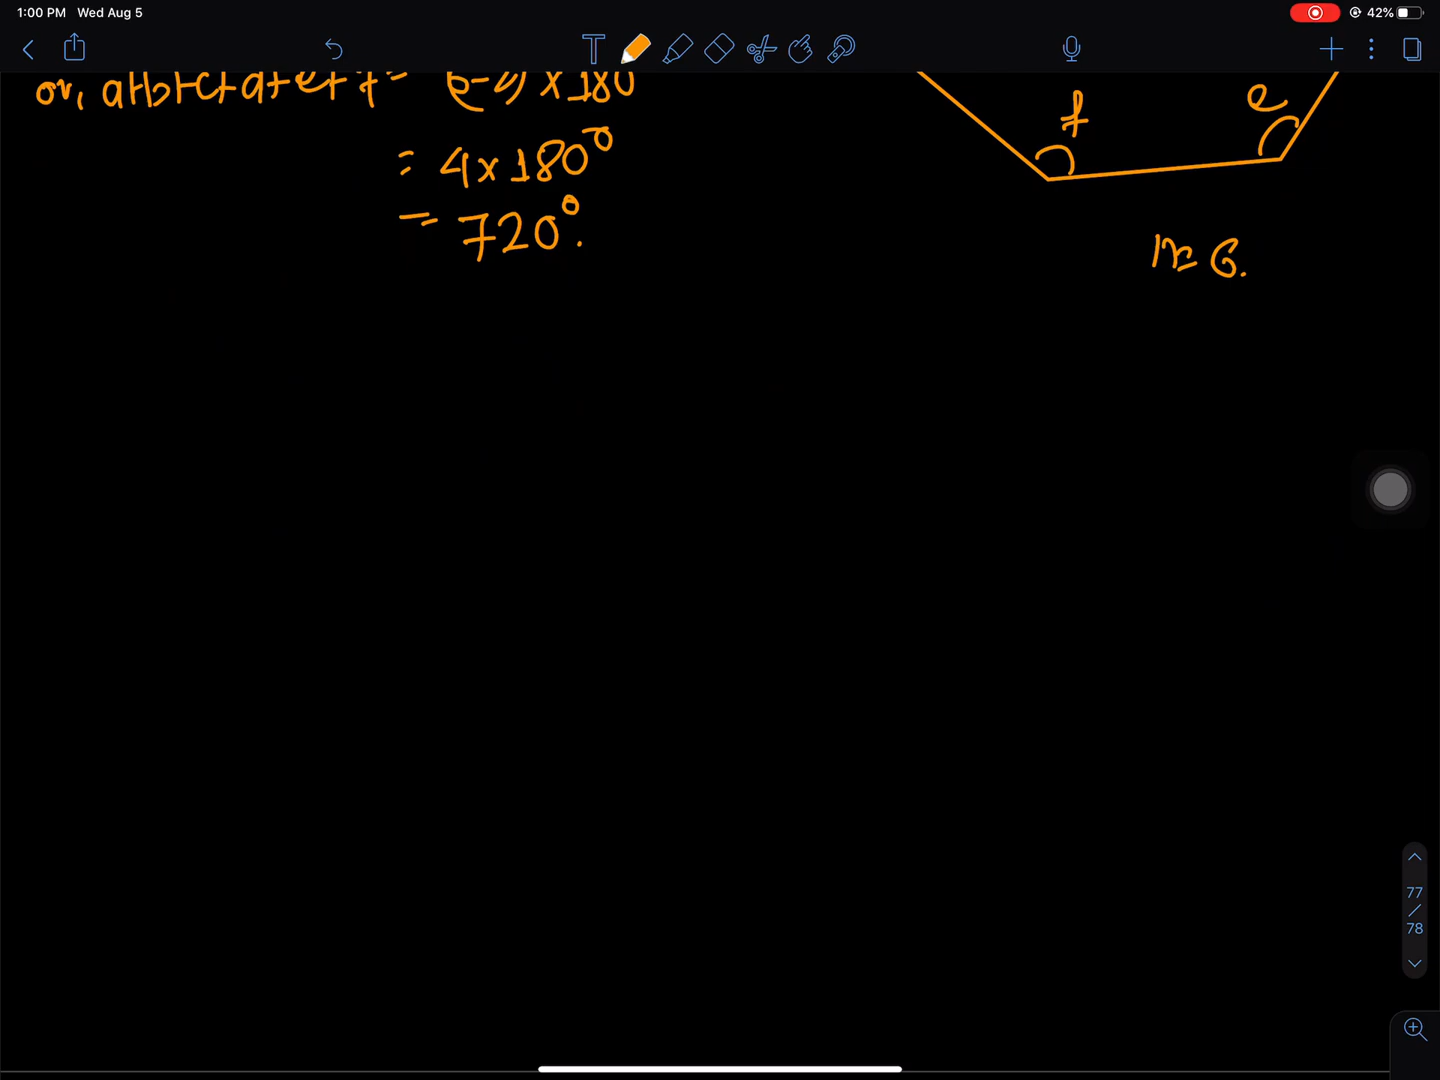 1:00 PM Wed Aug 5
42%
or, a+b+c+d+e+f = (6-2) × 180
= 4 × 180°
= 720°.
f
e
n = 6.
77
/
78